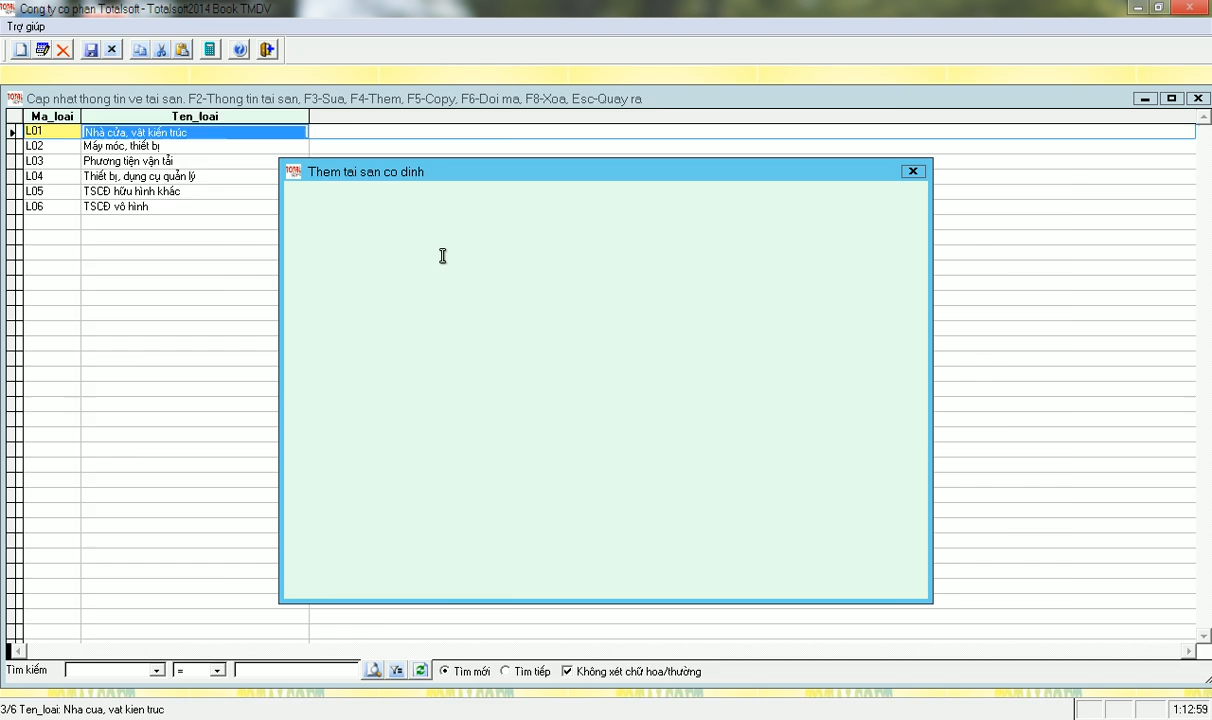 Cong ty co phan Totalsoft - Totalsoft2014 Book.TMDV
Trợ giúp
Cap nhat thong tin ve tai san. F2-Thong tin tai san, F3-Sua, F4-Them, F5-Copy, F6-Doi ma, F8-Xoa, Esc-Quay ra
Ma_loai Ten_loai
L01 Nhà cửa, vật kiến trúc
L02 Máy móc, thiết bị
L03 Phương tiện vận tải
L04 Thiết bị, dụng cụ quản lý
L05 TSCĐ hữu hình khác
L06 TSCĐ vô hình
Them tai san co dinh
Tìm kiếm = Tìm mới Tìm tiếp Không xét chữ hoa/thường
3/6 Ten_loai: Nha cua, vat kien truc 1:12:59